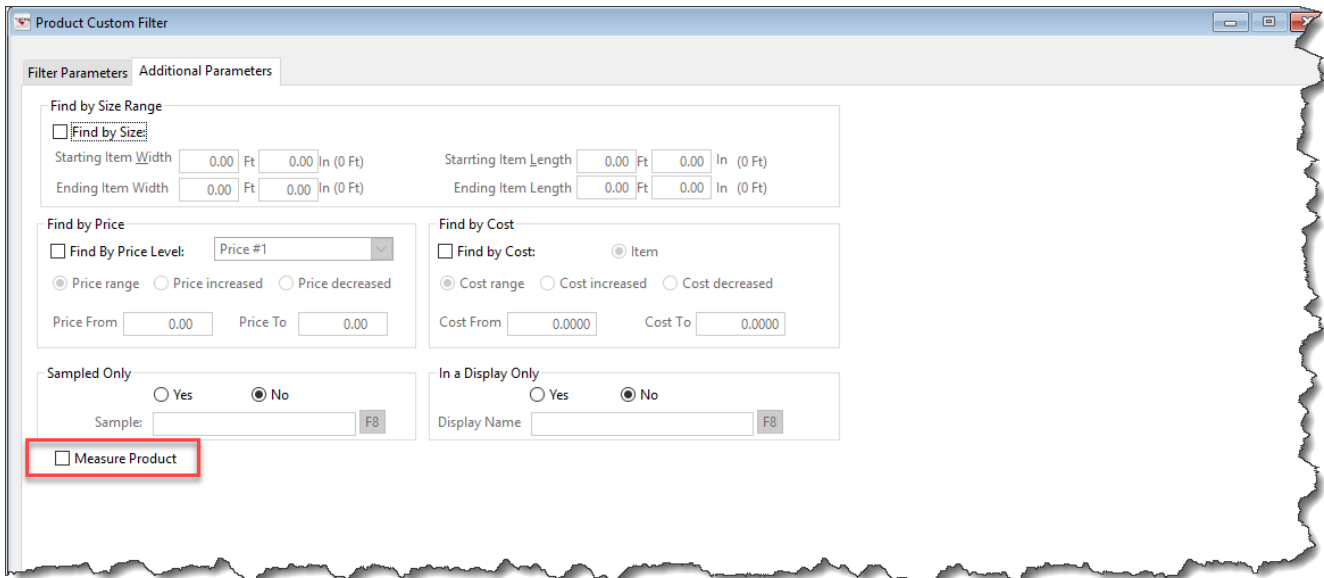 Product Custom Filter
Filter Parameters Additional Parameters
Find by Size Range
Find by Size:
Starting Item Width 0.00 Ft 0.00 In (0 Ft) Starrting Item Length 0.00 Ft 0.00 In (0 Ft)
Ending Item Width 0.00 Ft 0.00 In (0 Ft) Ending Item Length 0.00 Ft 0.00 In (0 Ft)
Find by Price Find by Cost
Find By Price Level: Price #1 Find by Cost: Item
Price range Price increased Price decreased Cost range Cost increased Cost decreased
Price From 0.00 Price To 0.00 Cost From 0.0000 Cost To 0.0000
Sampled Only In a Display Only
Yes No Yes No
Sample: F8 Display Name F8
Measure Product